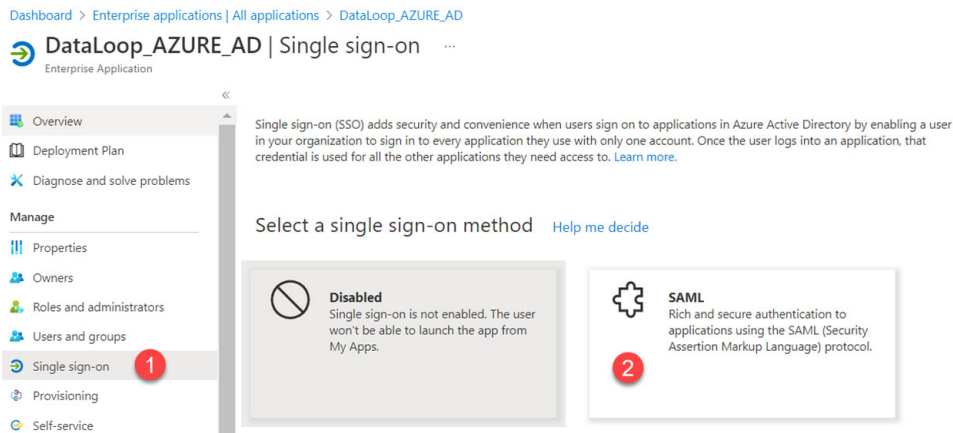 Dashboard > Enterprise applications | All applications > DataLoop_AZURE_AD
DataLoop_AZURE_AD | Single sign-on ...
Enterprise Application
«
Overview
Deployment Plan
Diagnose and solve problems
Manage
Properties
Owners
Roles and administrators
Users and groups
Single sign-on 1
Provisioning
Self-service
Single sign-on (SSO) adds security and convenience when users sign on to applications in Azure Active Directory by enabling a user
in your organization to sign in to every application they use with only one account. Once the user logs into an application, that
credential is used for all the other applications they need access to. Learn more.
Select a single sign-on method Help me decide
Disabled
Single sign-on is not enabled. The user
won't be able to launch the app from
My Apps.
SAML
Rich and secure authentication to
applications using the SAML (Security
Assertion Markup Language) protocol.
2